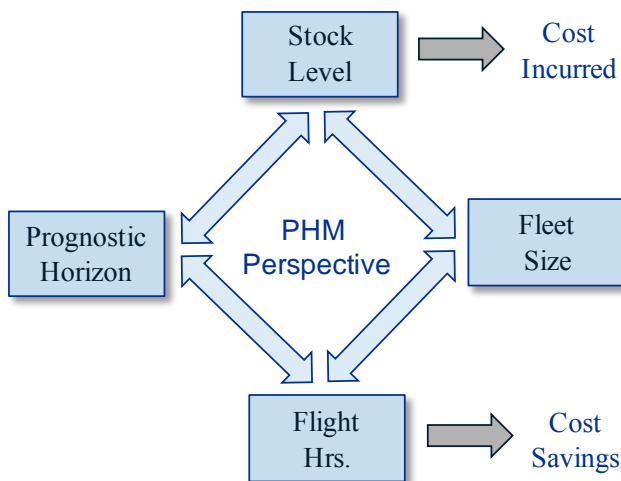 Stock
Level
Cost
Incurred
Prognostic
Horizon
PHM
Perspective
Fleet
Size
Flight
Hrs.
Cost
Savings